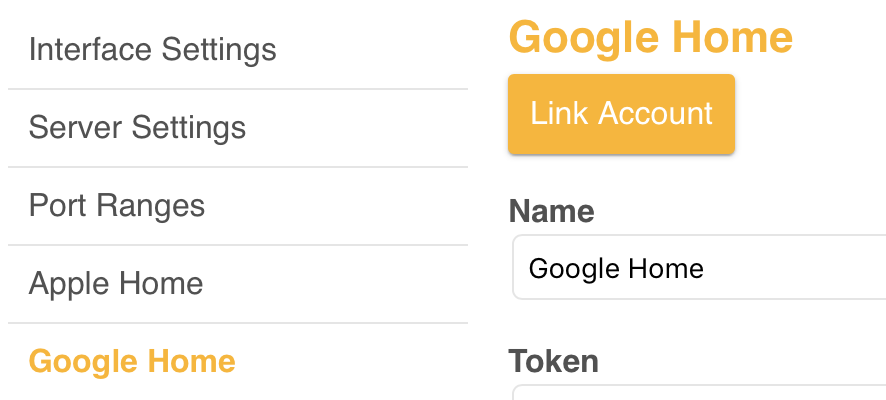 Interface Settings
Server Settings
Port Ranges
Apple Home
Google Home
Google Home
Link Account
Name
Google Home
Token